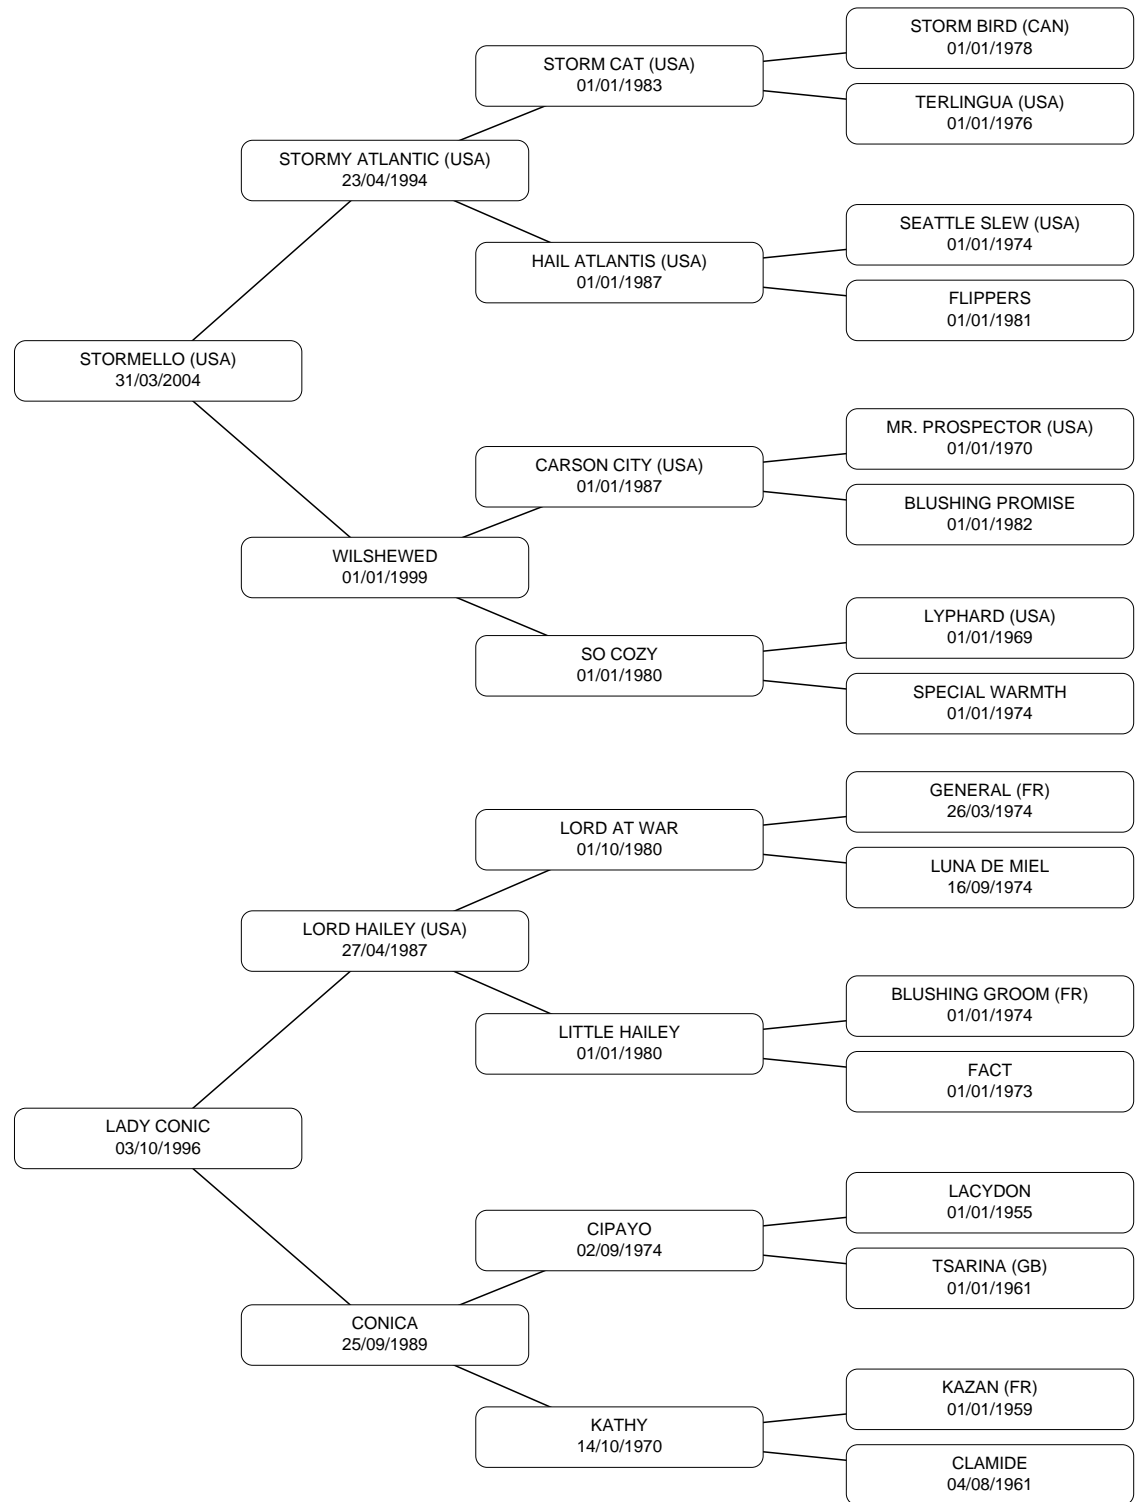 STORM BIRD (CAN)
01/01/1978
STORM CAT (USA)
01/01/1983
TERLINGUA (USA)
01/01/1976
STORMY ATLANTIC (USA)
23/04/1994
SEATTLE SLEW (USA)
01/01/1974
HAIL ATLANTIS (USA)
01/01/1987
FLIPPERS
01/01/1981
STORMELLO (USA)
31/03/2004
MR. PROSPECTOR (USA)
01/01/1970
CARSON CITY (USA)
01/01/1987
BLUSHING PROMISE
01/01/1982
WILSHEWED
01/01/1999
LYPHARD (USA)
01/01/1969
SO COZY
01/01/1980
SPECIAL WARMTH
01/01/1974
GENERAL (FR)
26/03/1974
LORD AT WAR
01/10/1980
LUNA DE MIEL
16/09/1974
LORD HAILEY (USA)
27/04/1987
BLUSHING GROOM (FR)
01/01/1974
LITTLE HAILEY
01/01/1980
FACT
01/01/1973
LADY CONIC
03/10/1996
LACYDON
01/01/1955
CIPAYO
02/09/1974
TSARINA (GB)
01/01/1961
CONICA
25/09/1989
KAZAN (FR)
01/01/1959
KATHY
14/10/1970
CLAMIDE
04/08/1961